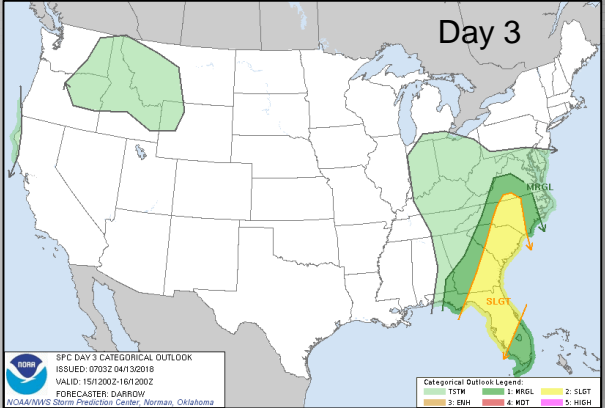 Day 3
MRGL
SLGT
NOAA
SPC DAY 3 CATEGORICAL OUTLOOK
ISSUED: 0703Z 04/13/2018
VALID: 15/1200Z-16/1200Z
FORECASTER: DARROW
NOAA/NWS Storm Prediction Center, Norman, Oklahoma
Categorical Outlook Legend:
TSTM 1: MRGL 2: SLGT
3: ENH 4: MDT 5: HIGH